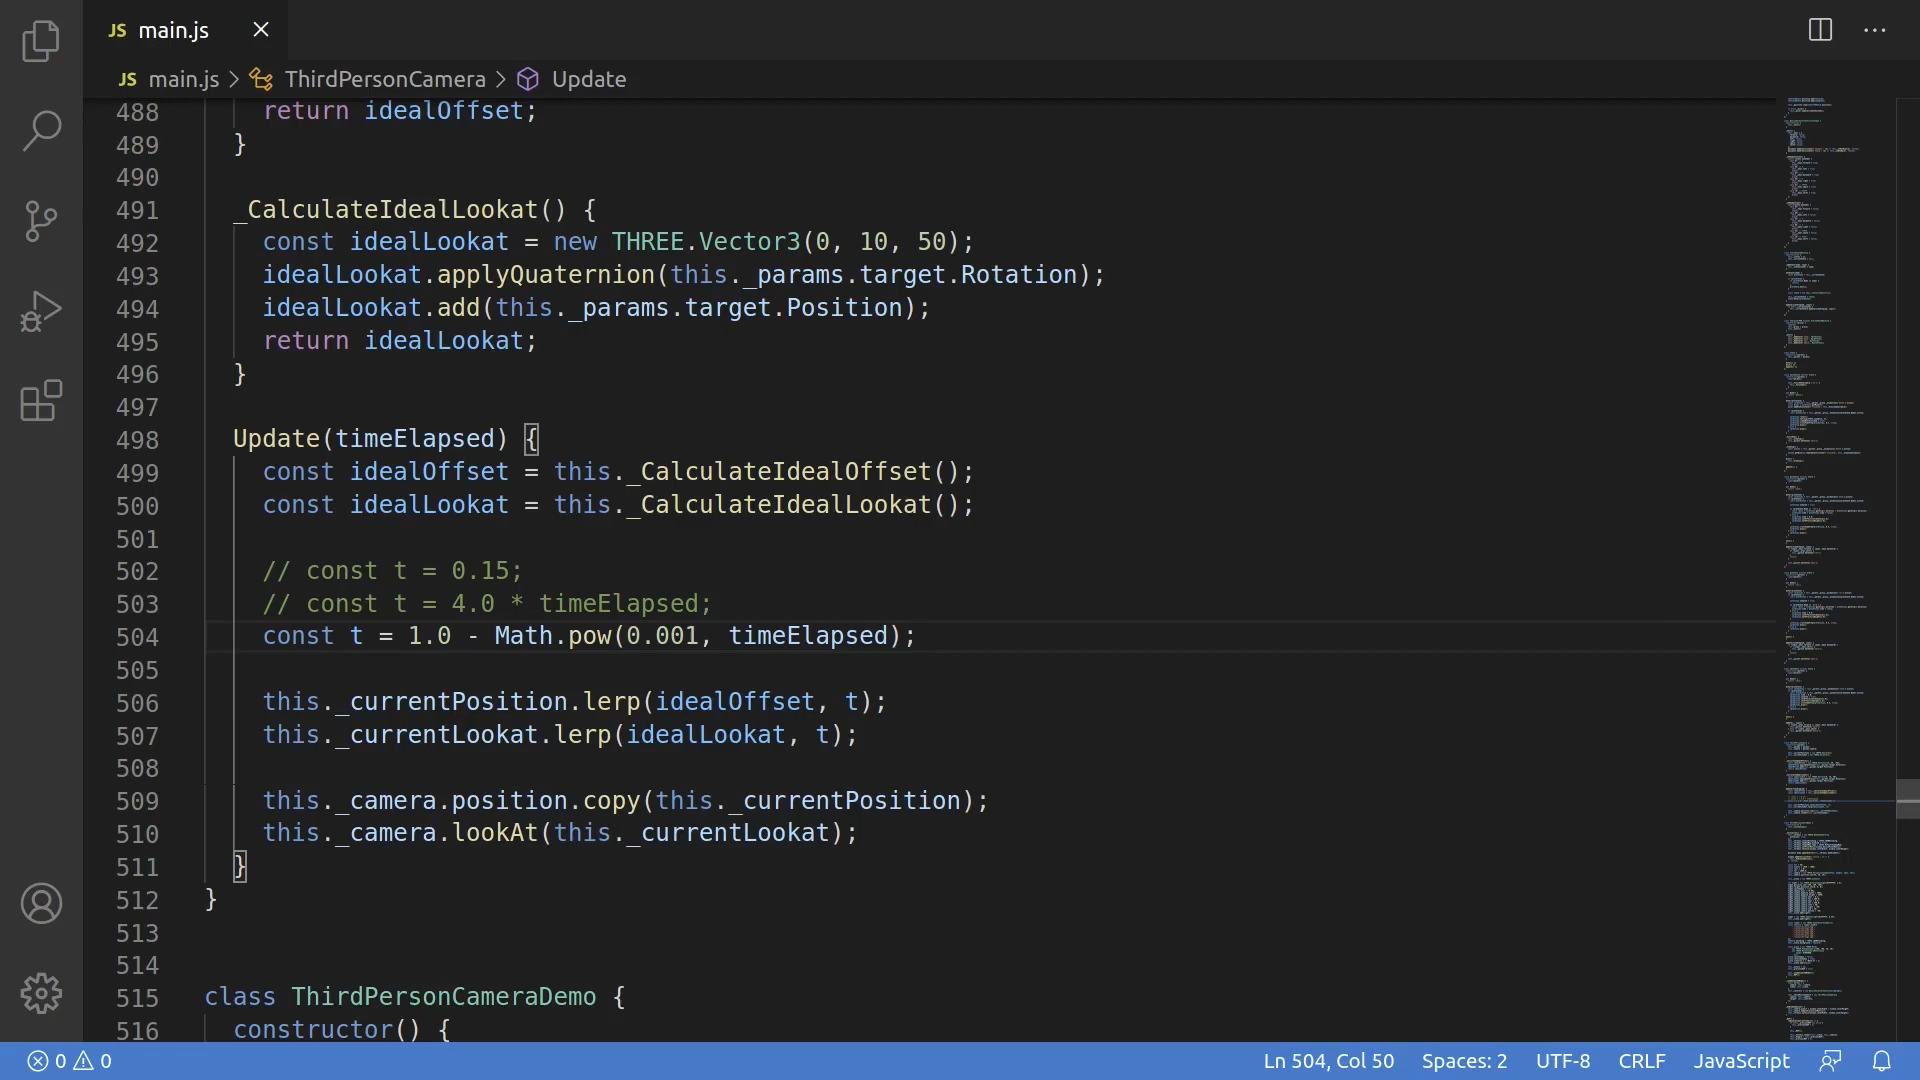 JS main.js
JS main.js > ThirdPersonCamera > Update
488 return idealOffset;
489 }
490
491 _CalculateIdealLookat() {
492 const idealLookat = new THREE.Vector3(0, 10, 50);
493 idealLookat.applyQuaternion(this._params.target.Rotation);
494 idealLookat.add(this._params.target.Position);
495 return idealLookat;
496 }
497
498 Update(timeElapsed) {
499 const idealOffset = this._CalculateIdealOffset();
500 const idealLookat = this._CalculateIdealLookat();
501
502 // const t = 0.15;
503 // const t = 4.0 * timeElapsed;
504 const t = 1.0 - Math.pow(0.001, timeElapsed);
505
506 this._currentPosition.lerp(idealOffset, t);
507 this._currentLookat.lerp(idealLookat, t);
508
509 this._camera.position.copy(this._currentPosition);
510 this._camera.lookAt(this._currentLookat);
511 }
512 }
513
514
515 class ThirdPersonCameraDemo {
516 constructor() {
0 0 Ln 504, Col 50 Spaces: 2 UTF-8 CRLF JavaScript